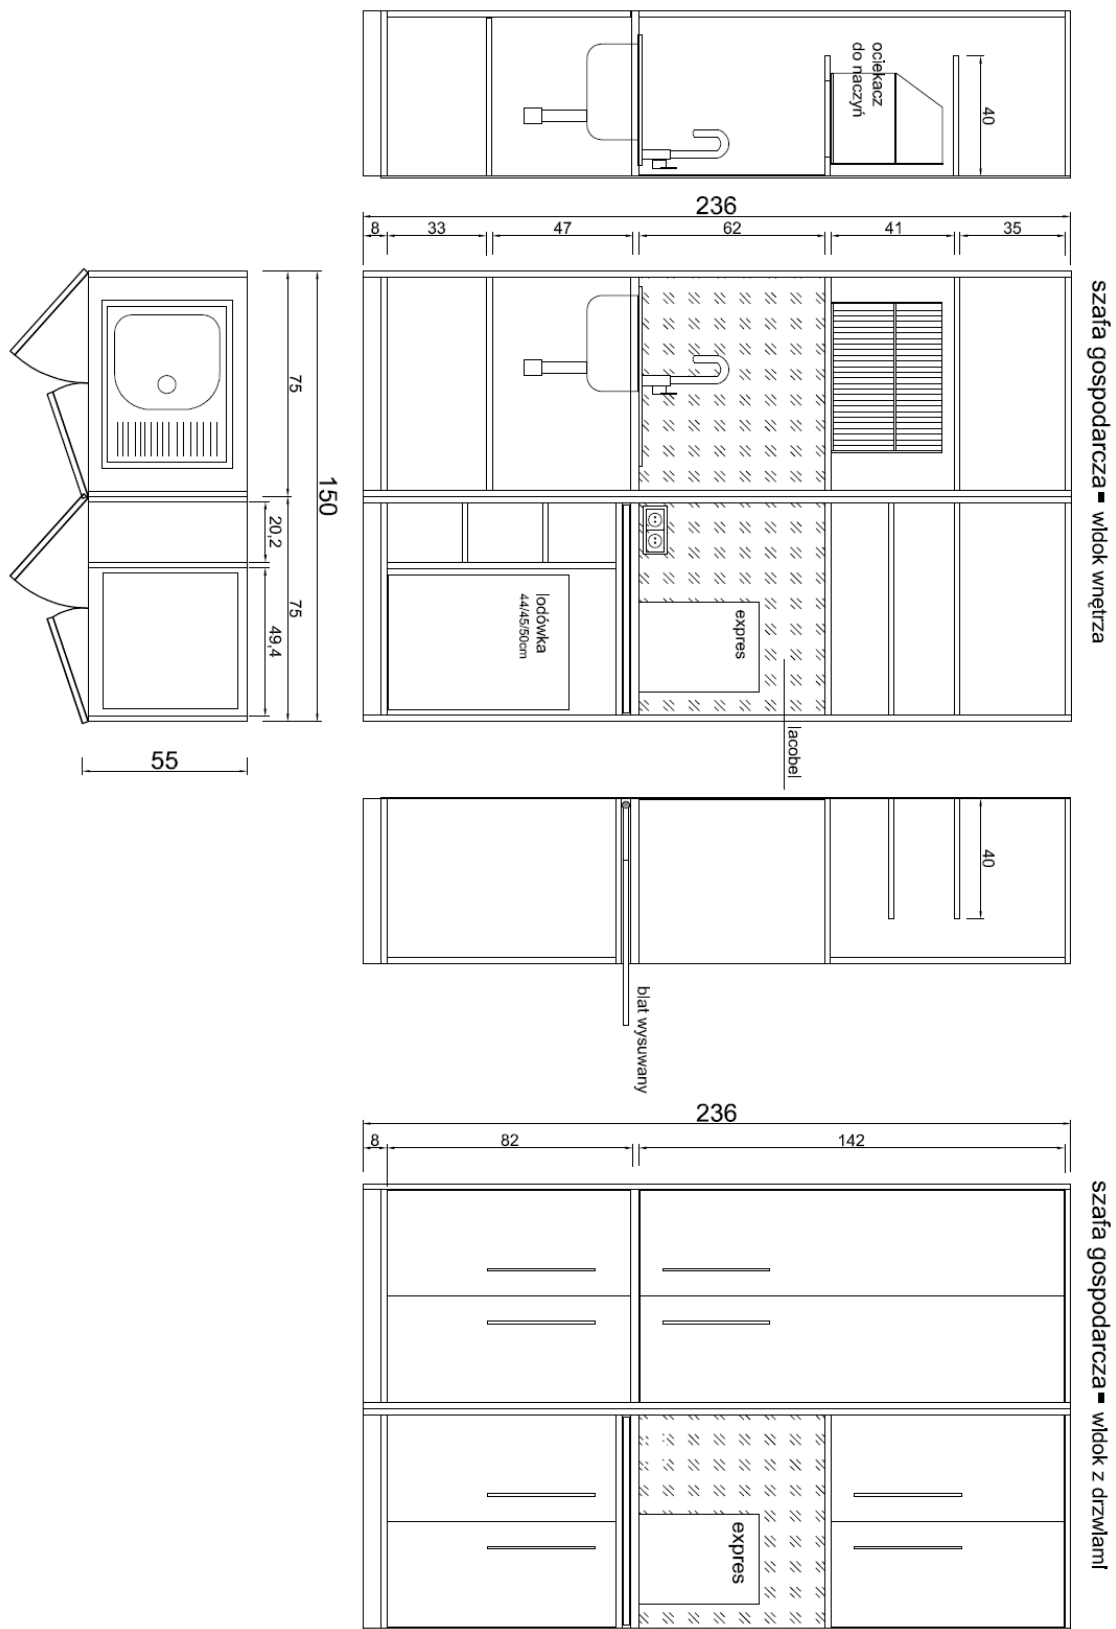 szafa gospodarcza - widok wnętrza
szafa gospodarcza - widok z drzwiami
40
ociekacz
do naczyń
236
35
41
62
47
33
8
expres
lacobel
lodówka
44/45/50cm
40
blat wysuwany
236
142
82
8
expres
150
75
75
20,2
49,4
55